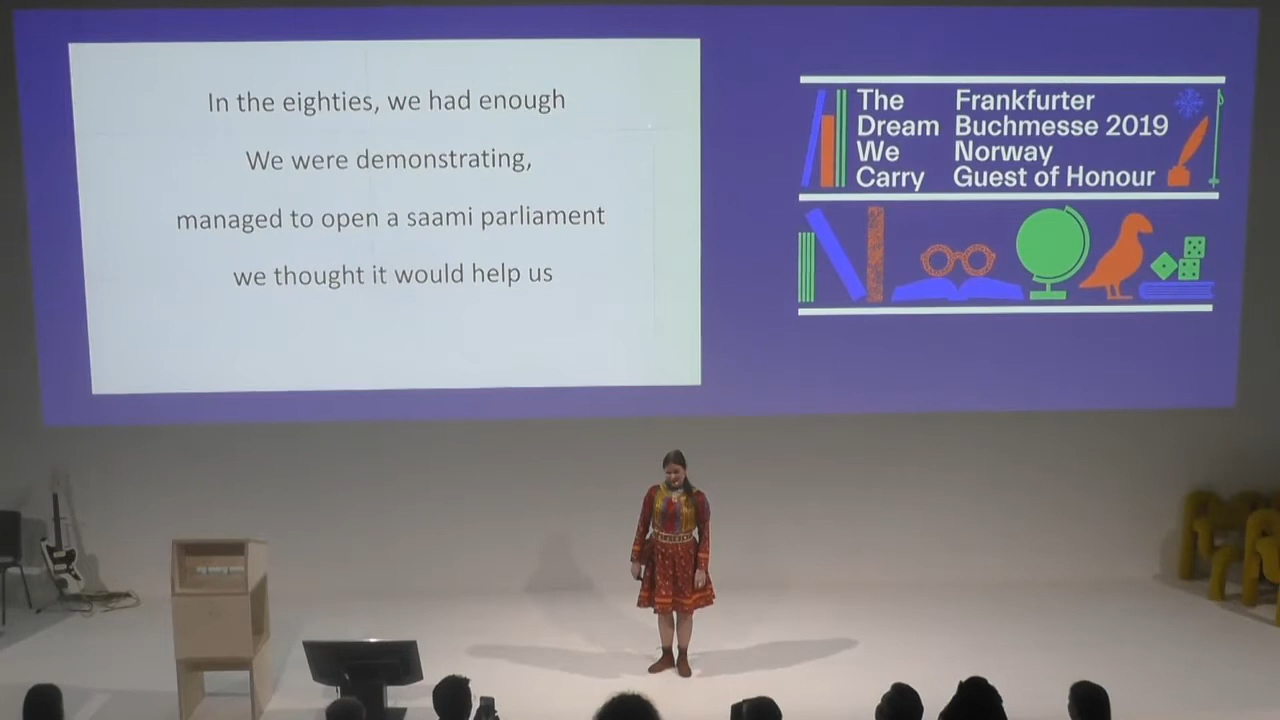 In the eighties, we had enough
We were demonstrating,
managed to open a saami parliament
we thought it would help us
The
Dream
We
Carry
Frankfurter
Buchmesse 2019
Norway
Guest of Honour